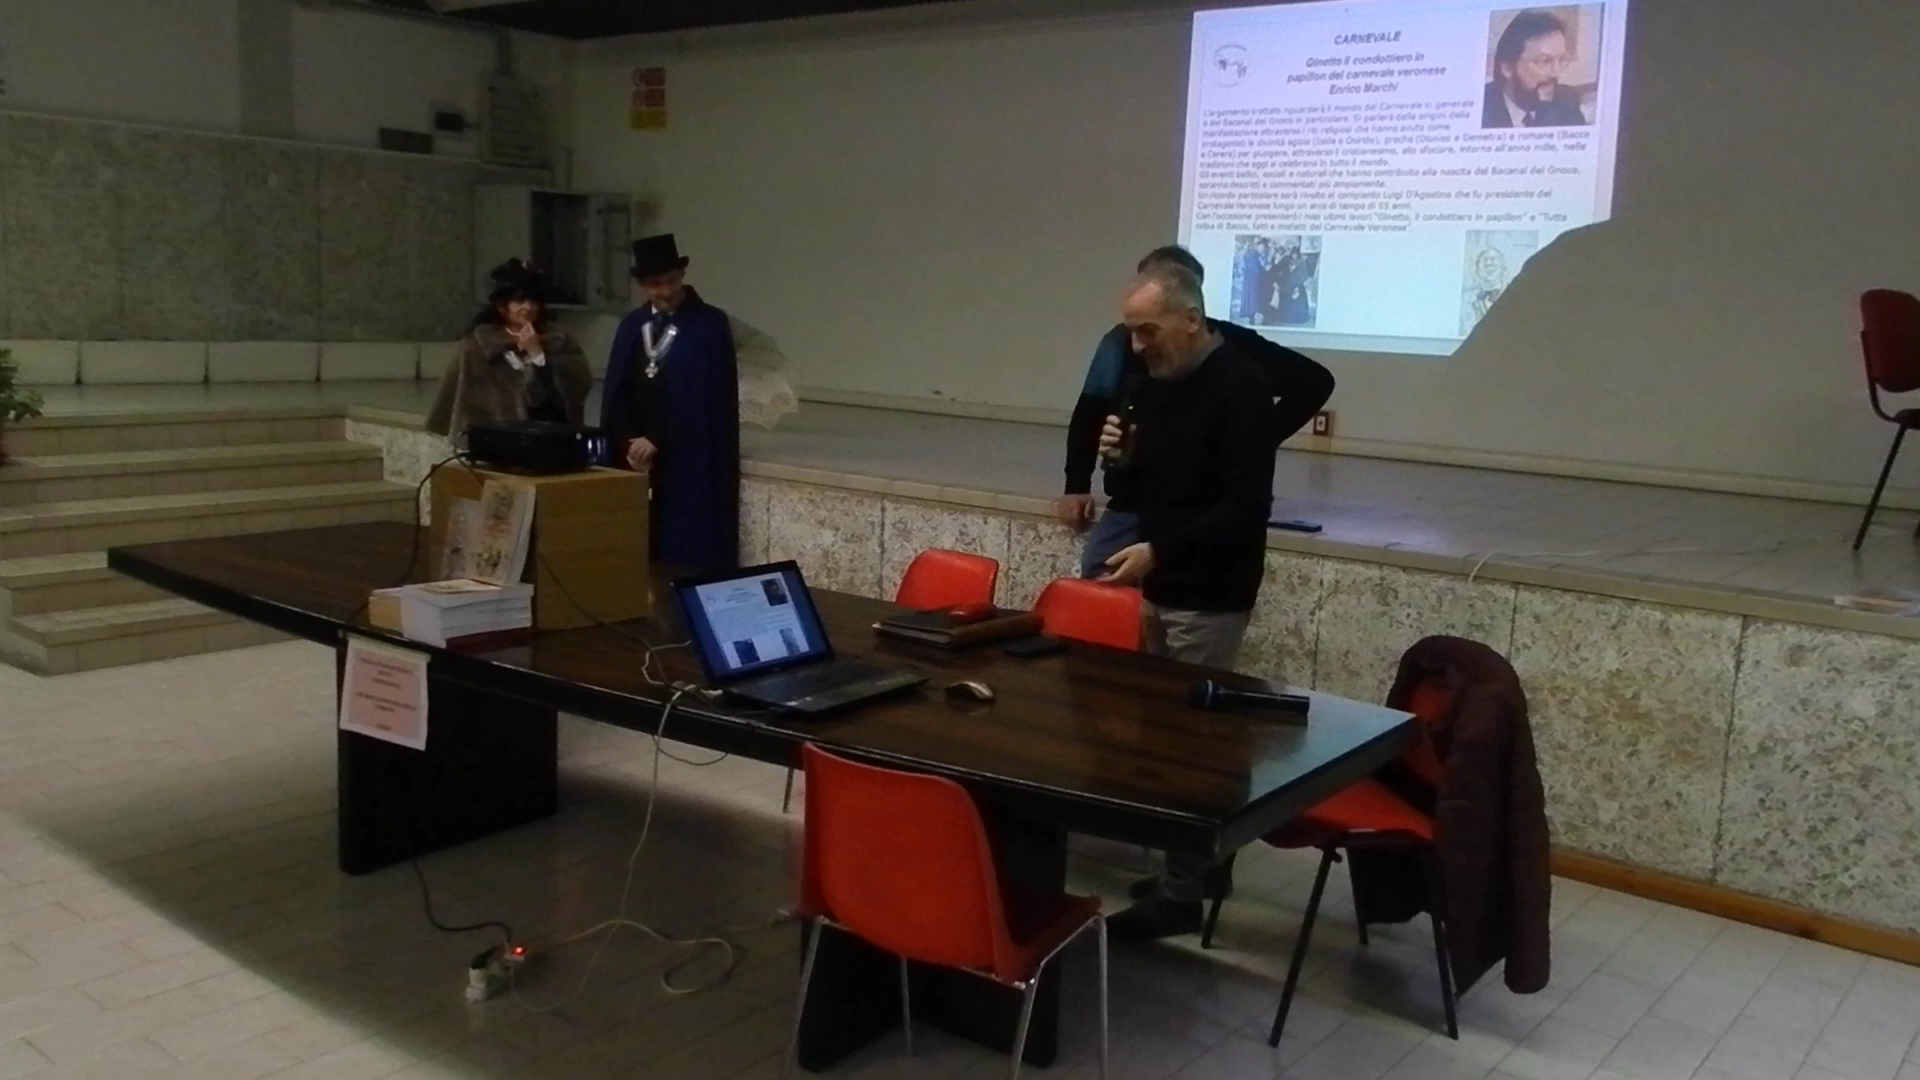 CARNEVALE
Ginetto il condottiero in
papillon del carnevale veronese
Enrico Marchi
L'argomento trattato riguarderà il mondo del Carnevale in generale
e del Bacanal del Gnoco in particolare. Si parlerà delle origini della
manifestazione attraverso i riti religiosi che hanno avuto come
protagonisti le divinità egizie (Iside e Osiride), greche (Dioniso e Demetra) e romane (Bacco
e Cerere) per giungere, attraverso il cristianesimo, allo sfociare, intorno all'anno mille, nelle
tradizioni che oggi si celebrano in tutto il mondo.
Gli eventi bellici, sociali e naturali che hanno contribuito alla nascita del Bacanal del Gnoco,
saranno descritti e commentati più ampiamente.
Un ricordo particolare sarà rivolto al compianto Luigi D'Agostino che fu presidente del
Carnevale Veronese lungo un arco di tempo di 55 anni.
Con l'occasione presenterò i miei ultimi lavori "Ginetto, il condottiero in papillon" e "Tutta
colpa di Bacco, fatti e misfatti del Carnevale Veronese".